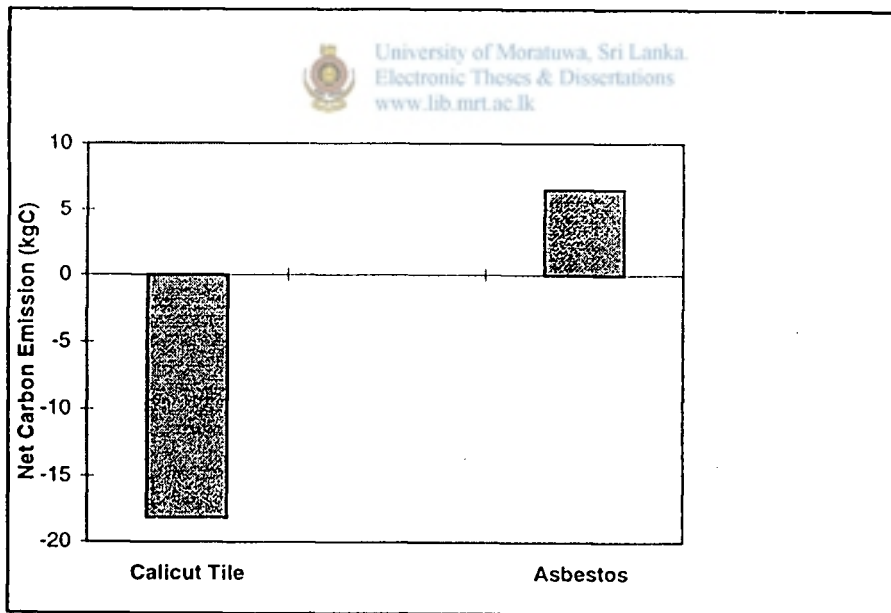 University of Moratuwa, Sri Lanka.
Electronic Theses & Dissertations
www.lib.mrt.ac.lk
10
5
0
-5
-10
-15
-20
Net Carbon Emission (kgC)
Calicut Tile
Asbestos